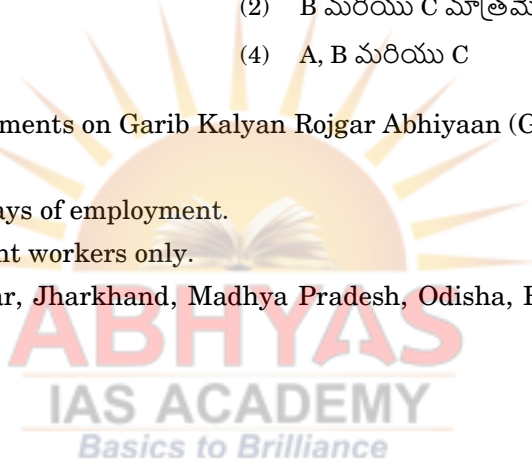 (2) B మరియు C మాత్రమ
(4) A, B మరియు C
ments on Garib Kalyan Rojgar Abhiyaan (G
ays of employment.
nt workers only.
ar, Jharkhand, Madhya Pradesh, Odisha,
ABHYAS
IAS ACADEMY
Basics to Brilliance